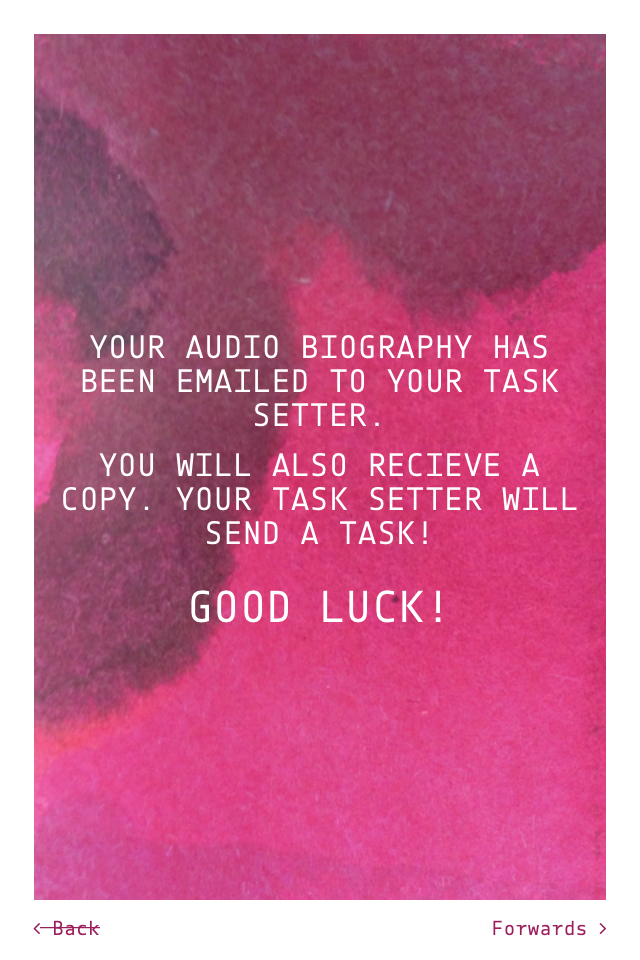 YOUR AUDIO BIOGRAPHY HAS
BEEN EMAILED TO YOUR TASK
SETTER.
YOU WILL ALSO RECIEVE A
COPY. YOUR TASK SETTER WILL
SEND A TASK!
GOOD LUCK!
Back
Forwards